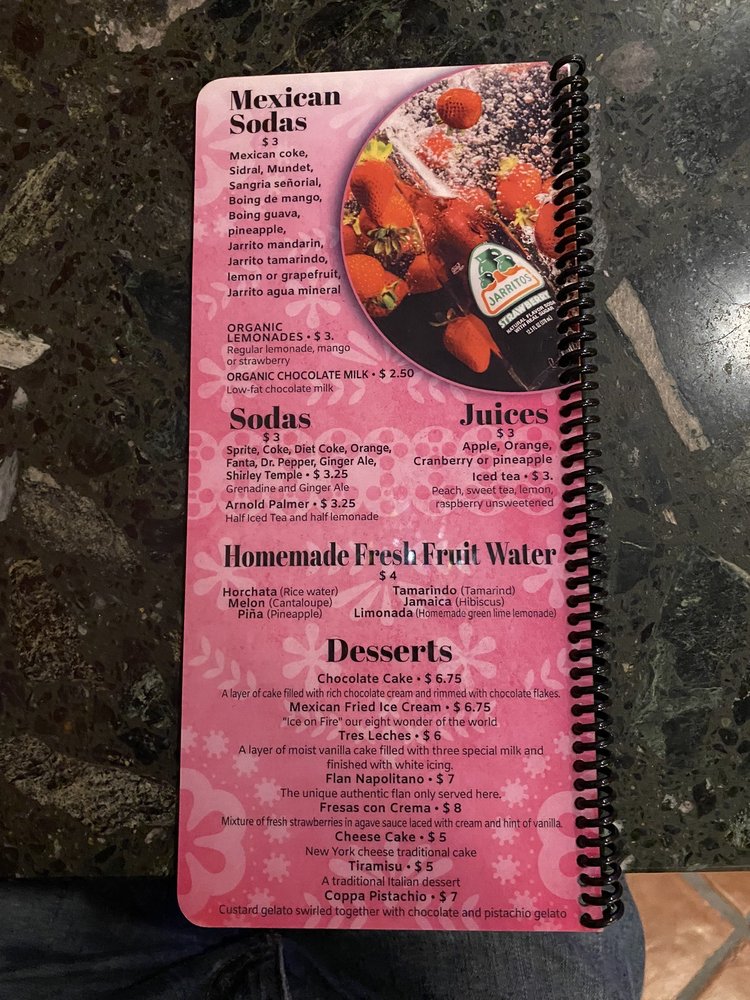 Mexican
Sodas
$ 3
Mexican coke,
Sidral, Mundet,
Sangria señorial,
Boing de mango,
Boing guava,
pineapple,
Jarrito mandarin,
Jarrito tamarindo,
lemon or grapefruit,
Jarrito agua mineral
JARRITOS
STRAWBERRY
NATURAL FLAVOR SODA
WITH REAL SUGAR
ORGANIC
LEMONADES • $ 3.
Regular lemonade, mango
or strawberry
ORGANIC CHOCOLATE MILK • $ 2.50
Low-fat chocolate milk
Sodas
$ 3
Sprite, Coke, Diet Coke, Orange,
Fanta, Dr. Pepper, Ginger Ale,
Shirley Temple • $ 3.25
Grenadine and Ginger Ale
Arnold Palmer • $ 3.25
Half Iced Tea and half lemonade
Juices
$ 3
Apple, Orange,
Cranberry or pineapple
Iced tea • $ 3.
Peach, sweet tea, lemon,
raspberry unsweetened
Homemade Fresh Fruit Water
$ 4
Horchata (Rice water)
Melon (Cantaloupe)
Piña (Pineapple)
Tamarindo (Tamarind)
Jamaica (Hibiscus)
Limonada (Homemade green lime lemonade)
Desserts
Chocolate Cake • $ 6.75
A layer of cake filled with rich chocolate cream and rimmed with chocolate flakes.
Mexican Fried Ice Cream • $ 6.75
"Ice on Fire" our eight wonder of the world
Tres Leches • $ 6
A layer of moist vanilla cake filled with three special milk and
finished with white icing.
Flan Napolitano • $ 7
The unique authentic flan only served here.
Fresas con Crema • $ 8
Mixture of fresh strawberries in agave sauce laced with cream and hint of vanilla.
Cheese Cake • $ 5
New York cheese traditional cake
Tiramisu • $ 5
A traditional Italian dessert
Coppa Pistachio • $ 7
Custard gelato swirled together with chocolate and pistachio gelato